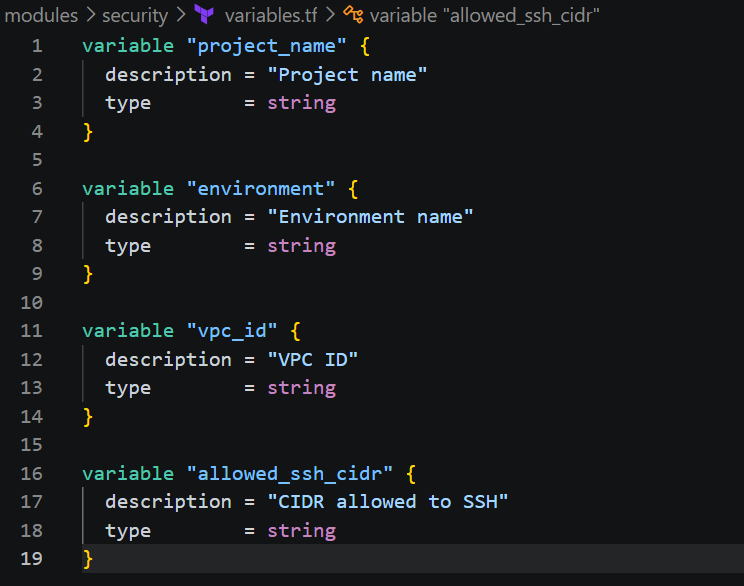 modules > security > variables.tf > variable "allowed_ssh_cidr"
1 variable "project_name" {
2   description = "Project name"
3   type        = string
4 }
5
6 variable "environment" {
7   description = "Environment name"
8   type        = string
9 }
10
11 variable "vpc_id" {
12   description = "VPC ID"
13   type        = string
14 }
15
16 variable "allowed_ssh_cidr" {
17   description = "CIDR allowed to SSH"
18   type        = string
19 }